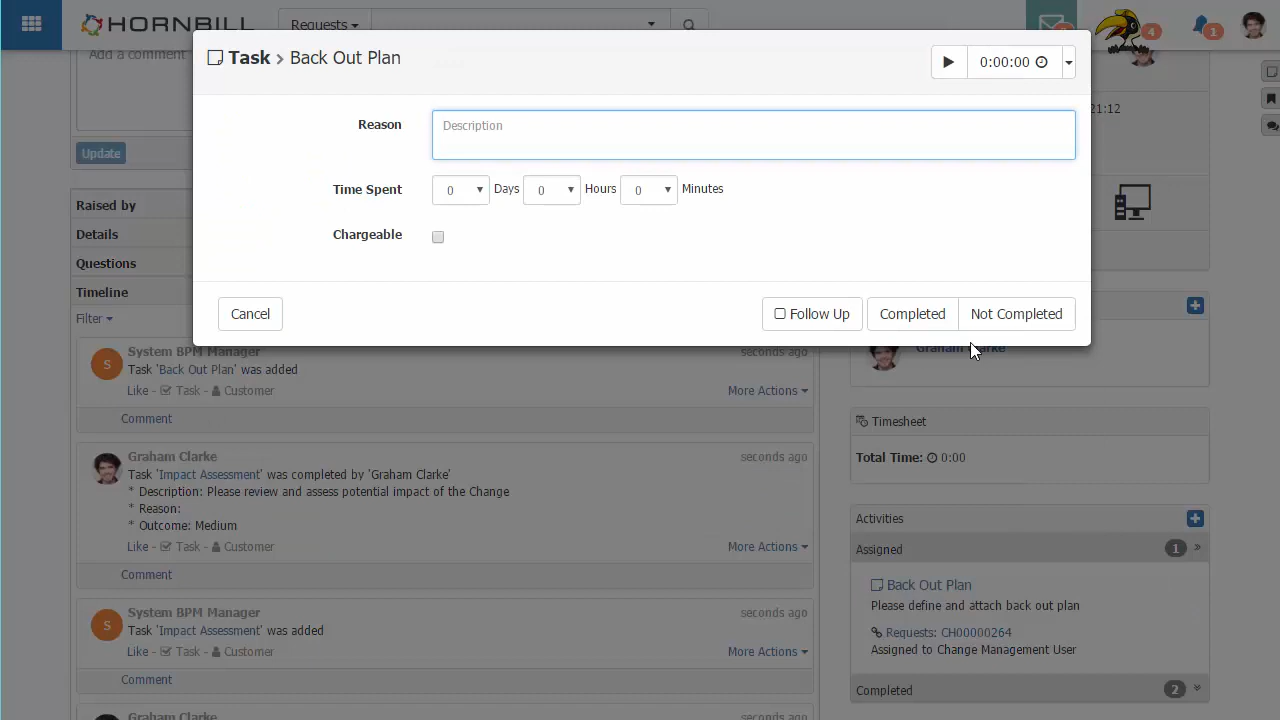 HORNBILL
Requests
4
1
Add a comment
Task > Back Out Plan
0:00:00
Reason
Description
21:12
Update
Time Spent
0 Days 0 Hours 0 Minutes
Raised by
Details
Chargeable
Questions
Timeline
Filter
Cancel
Follow Up
Completed
Not Completed
System BPM Manager
seconds ago
Task 'Back Out Plan' was added
Like - Task - Customer
More Actions
Comment
Graham Clarke
seconds ago
Task 'Impact Assessment' was completed by 'Graham Clarke'
* Description: Please review and assess potential impact of the Change
* Reason:
* Outcome: Medium
Like - Task - Customer
More Actions
Comment
System BPM Manager
seconds ago
Task 'Impact Assessment' was added
Like - Task - Customer
More Actions
Comment
Graham Clarke
seconds ago
Graham Clarke
Timesheet
Total Time: 0:00
Activities
Assigned
1
Back Out Plan
Please define and attach back out plan
Requests: CH00000264
Assigned to Change Management User
Completed
2